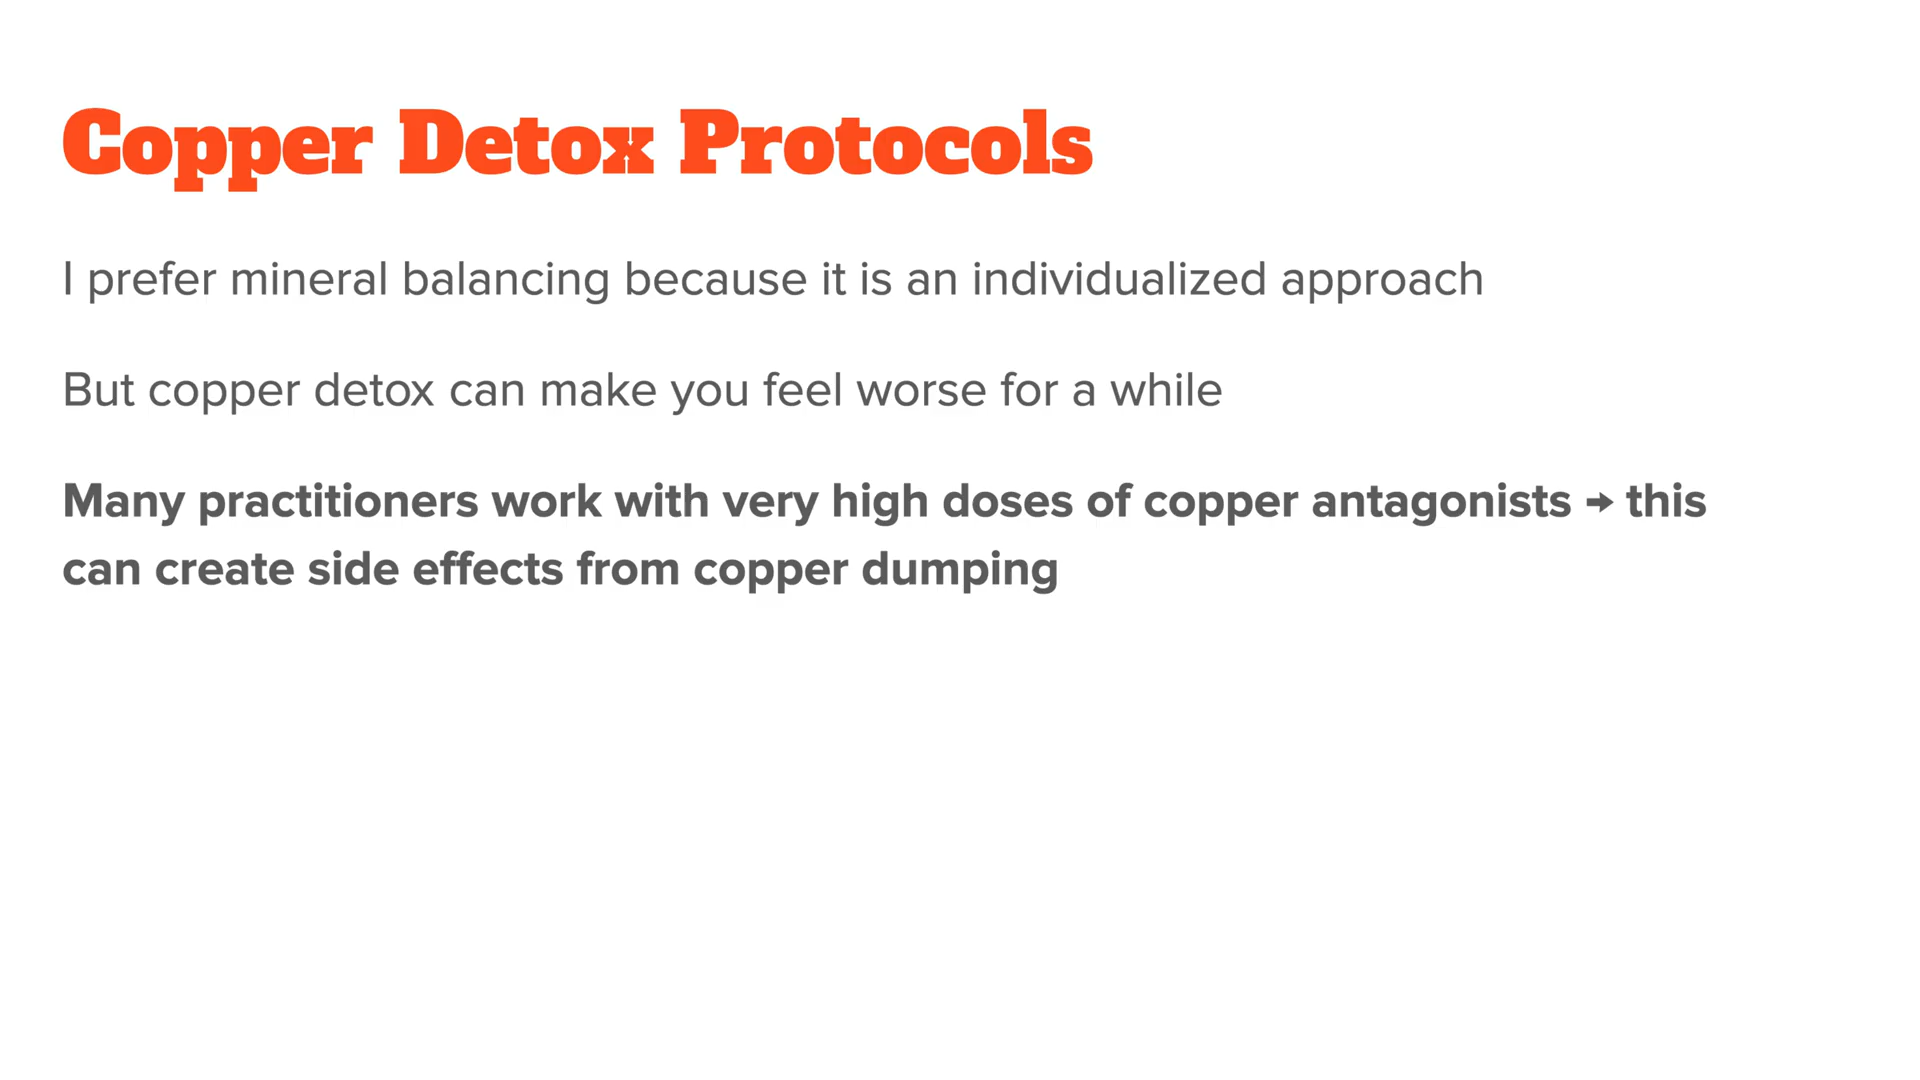 Copper Detox Protocols
I prefer mineral balancing because it is an individualized approach
But copper detox can make you feel worse for a while
Many practitioners work with very high doses of copper antagonists → this
can create side effects from copper dumping